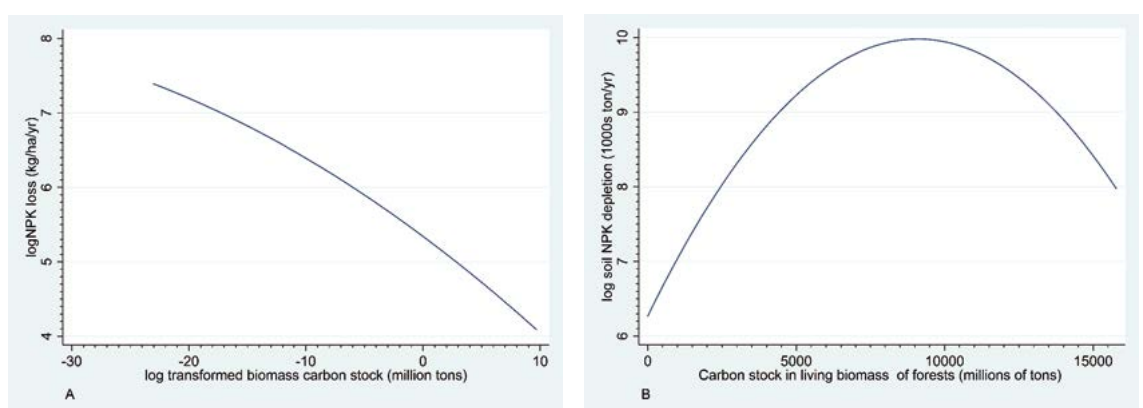 8
7
6
5
4
logNPK loss (kg/ha/yr)
-30 -20 -10 0 10
log transformed biomass carbon stock (million tons)
A
10
9
8
7
6
log soil NPK depletion (1000s ton/yr)
0 5000 10000 15000
Carbon stock in living biomass of forests (millions of tons)
B